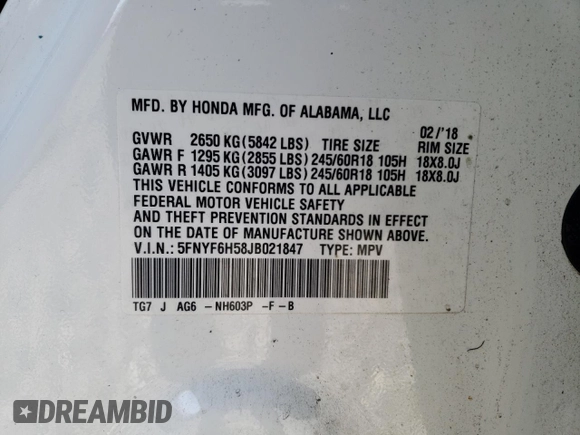 MFD. BY HONDA MFG. OF ALABAMA, LLC
02/'18
GVWR 2650 KG(5842 LBS) TIRE SIZE RIM SIZE
GAWR F 1295 KG(2855 LBS) 245/60R18 105H 18X8.0J
GAWR R 1405 KG(3097 LBS) 245/60R18 105H 18X8.0J
THIS VEHICLE CONFORMS TO ALL APPLICABLE
FEDERAL MOTOR VEHICLE SAFETY
AND THEFT PREVENTION STANDARDS IN EFFECT
ON THE DATE OF MANUFACTURE SHOWN ABOVE.
V.I.N.: 5FNYF6H58JB021847 TYPE: MPV
TG7 J AG6 -NH603P -F-B
DREAMBID